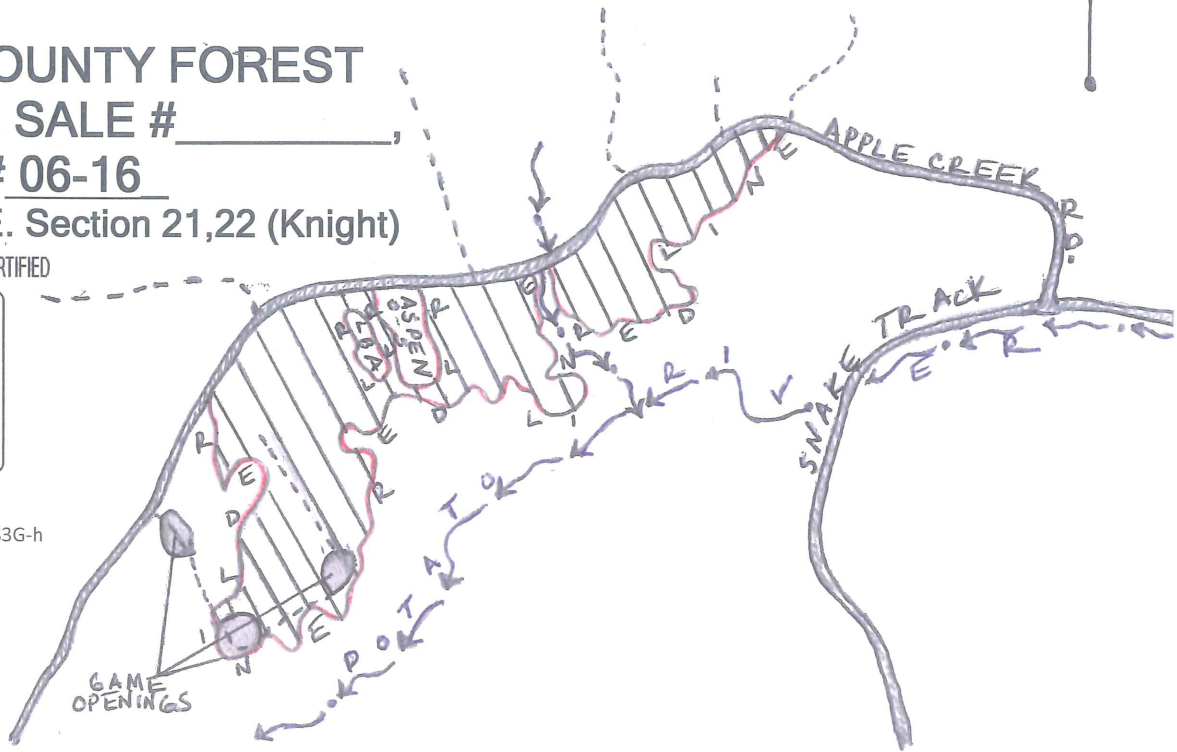 OUNTY FOREST
SALE #_________,
# 06-16
E. Section 21,22 (Knight)
RTIFIED
3G-h
APPLE CREEK RD.
SNAKE TRACK
RED LINE
RED LINE
RED LINE
ASPEN
POTATO RIVER
GAME
OPENINGS